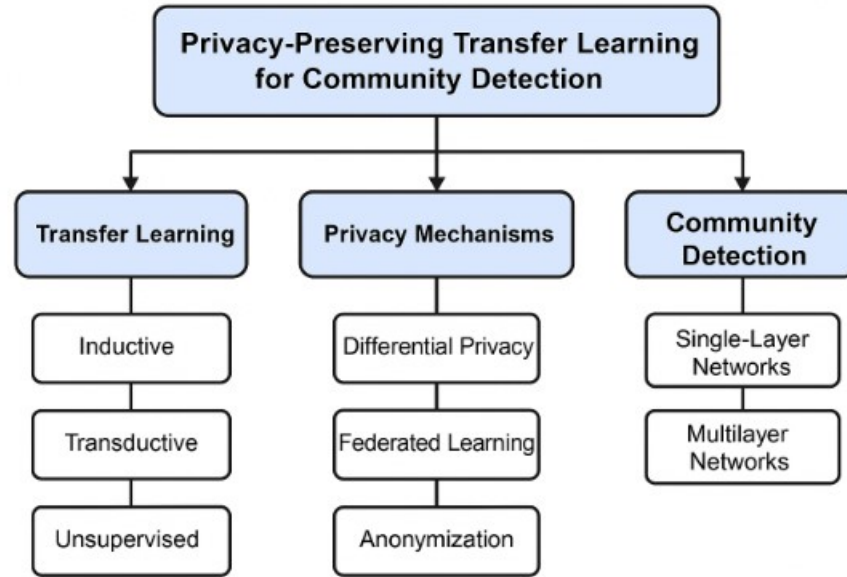 Privacy-Preserving Transfer Learning
for Community Detection
Transfer Learning
Inductive
Transductive
Unsupervised
Privacy Mechanisms
Differential Privacy
Federated Learning
Anonymization
Community
Detection
Single-Layer
Networks
Multilayer
Networks